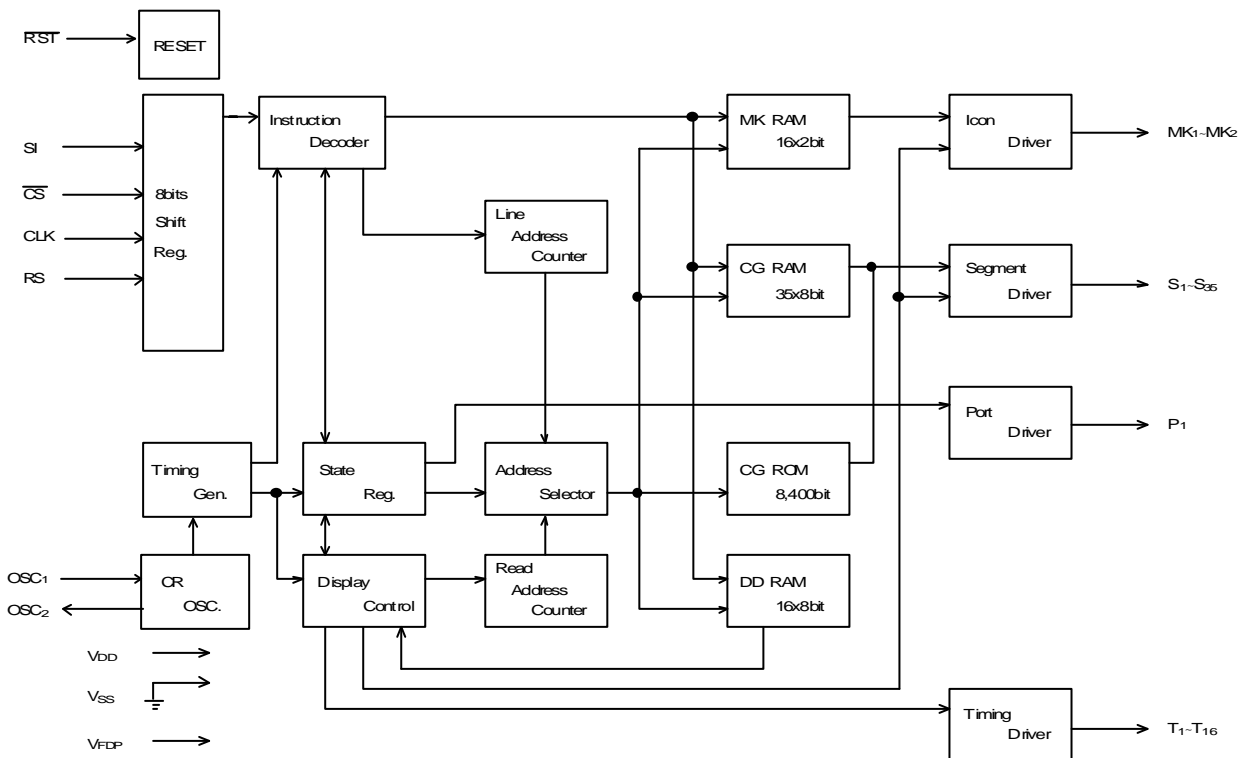 RST
RESET
Instruction
Decoder
MK RAM
16x2bit
Icon
Driver
MK1~MK2
SI
CS
CLK
RS
8bits
Shift
Reg.
Line
Address
Counter
CG RAM
35x8bit
Segment
Driver
S1~S35
Port
Driver
P1
Timing
Gen.
State
Reg.
Address
Selector
CG ROM
8,400bit
OSC1
OSC2
CR
OSC.
Display
Control
Read
Address
Counter
DD RAM
16x8bit
VDD
VSS
VFDP
Timing
Driver
T1~T16